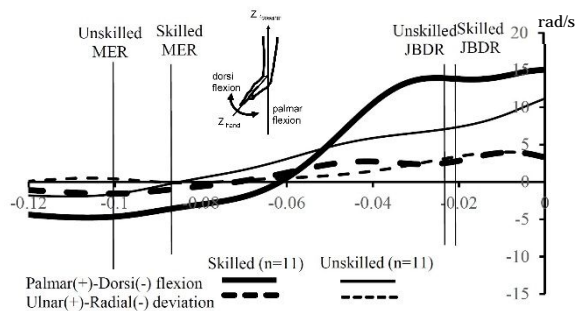 Unskilled MER
Skilled MER
Z forearm
dorsi flexion
palmar flexion
Z hand
Unskilled JBDR
Skilled JBDR
rad/s
20
15
10
5
0
-5
-10
-15
-0.12
-0.1
-0.08
-0.06
-0.04
-0.02
0
Skilled (n=11)
Unskilled (n=11)
Palmar(+)-Dorsi(-) flexion
Ulnar(+)-Radial(-) deviation